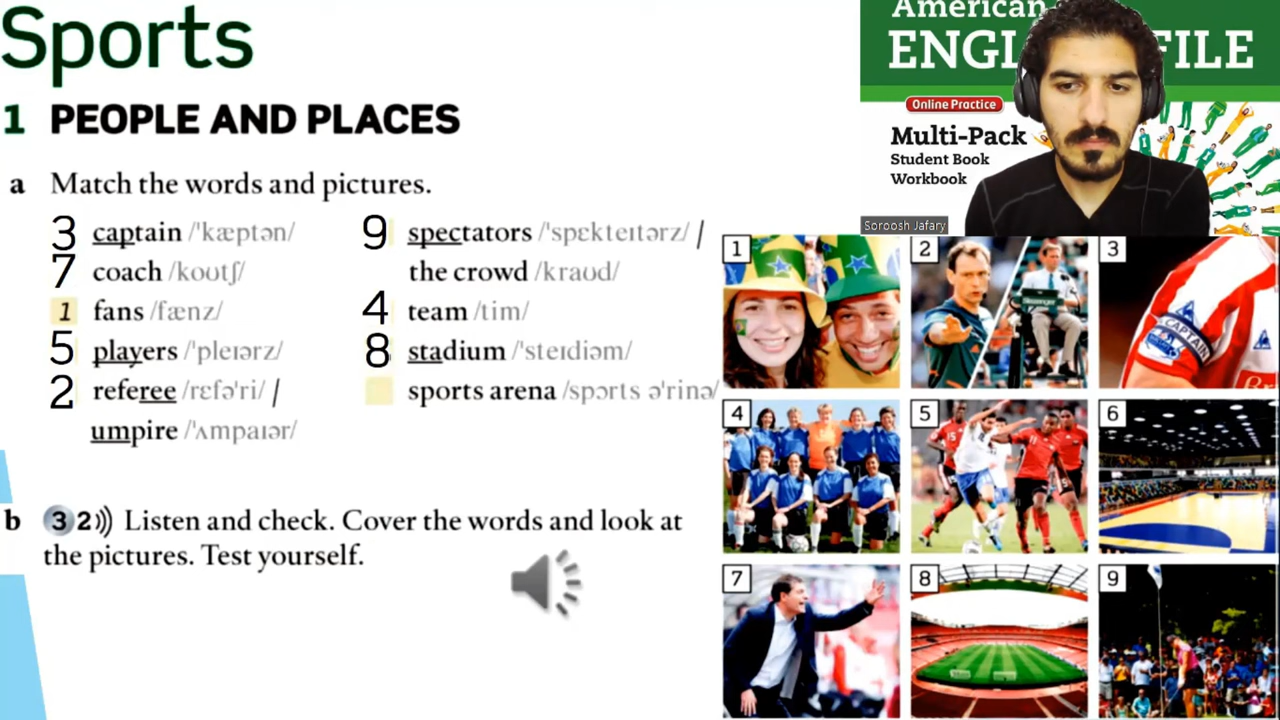 Sports
1 PEOPLE AND PLACES
a Match the words and pictures.
3 captain /ˈkæptən/
7 coach /koʊtʃ/
1 fans /fænz/
5 players /ˈpleɪərz/
2 referee /rɛfəˈri/ /
umpire /ˈʌmpaɪər/
9 spectators /ˈspɛkteɪtərz/ /
the crowd /kraʊd/
4 team /tim/
8 stadium /ˈsteɪdiəm/
sports arena /spɔrts əˈrinə/
b 3 2 Listen and check. Cover the words and look at
the pictures. Test yourself.
American
ENGL FILE
Online Practice
Multi-Pack
Student Book
Workbook
Soroosh Jafary
1
2
Slazenger
3
CAPTAIN
4
5
15
6
7
8
9